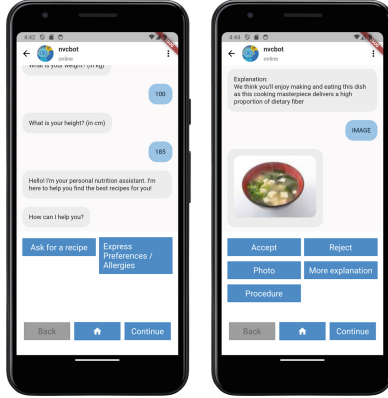 4:42
nvcbot
online
What is your weight? (in kg)
100
What is your height? (in cm)
185
Hello! I'm your personal nutrition assistant. I'm
here to help you find the best recipes for you!
How can I help you?
Ask for a recipe
Express
Preferences /
Allergies
Back
Continue
4:44
nvcbot
online
Explanation:
We think you'll enjoy making and eating this dish
as this cooking masterpiece delivers a high
proportion of dietary fiber
IMAGE
Accept
Reject
Photo
More explanation
Procedure
Back
Continue